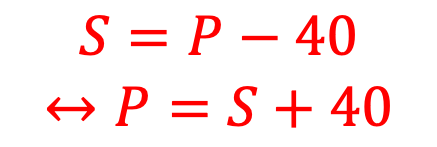 S = P − 40
↔ P = S + 40